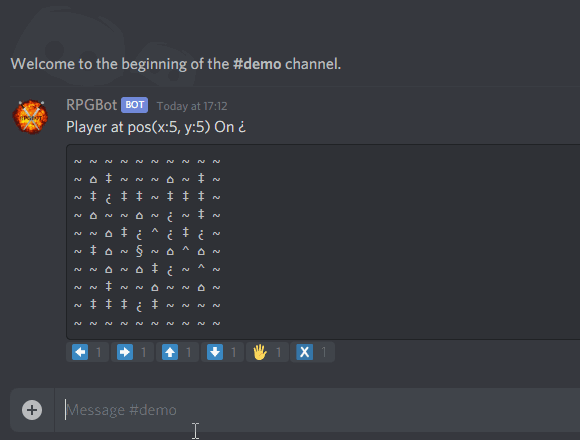 Welcome to the beginning of the #demo channel.
RPGBot BOT Today at 17:12
Player at pos(x:5, y:5) On ¿
~ ~ ~ ~ ~ ~ ~ ~ ~ ~
~ ⌂ ‡ ~ ~ ~ ⌂ ~ ‡ ~
~ ‡ ¿ ‡ ‡ ~ ‡ ‡ ‡ ~
~ ⌂ ~ ~ ⌂ ~ ¿ ~ ‡ ~
~ ~ ⌂ ‡ ¿ ^ ¿ ‡ ¿ ~
~ ‡ ⌂ ~ § ~ ⌂ ^ ⌂ ~
~ ~ ⌂ ~ ⌂ ‡ ¿ ~ ^ ~
~ ~ ‡ ~ ~ ⌂ ~ ~ ⌂ ~
~ ‡ ‡ ‡ ¿ ‡ ~ ~ ~ ~
~ ~ ~ ~ ~ ~ ~ ~ ~ ~
⬅ 1 ➡ 1 ⬆ 1 ⬇ 1 🖐 1 X 1
Message #demo